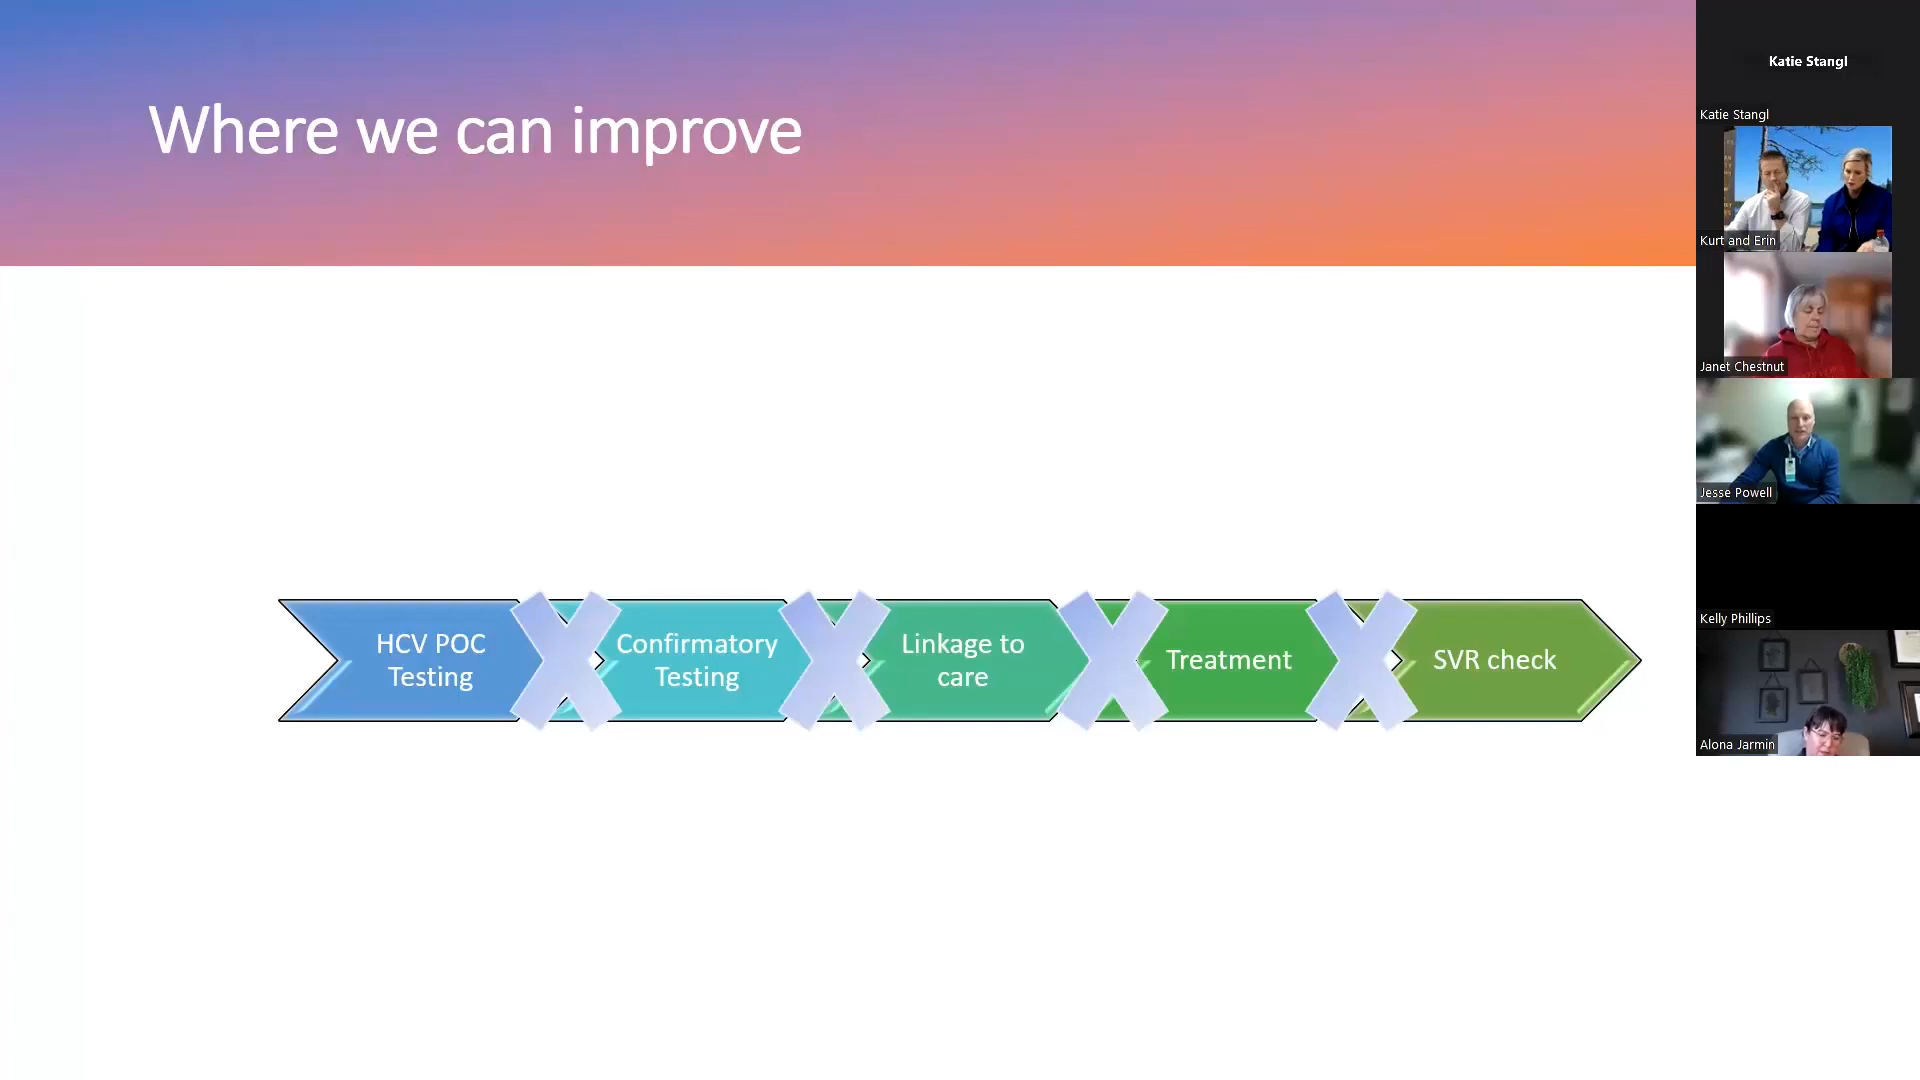 Where we can improve
HCV POC
Testing
Confirmatory
Testing
Linkage to
care
Treatment
SVR check
Katie Stangl
Katie Stangl
Kurt and Erin
Janet Chestnut
Jesse Powell
Kelly Phillips
Alona Jarmin